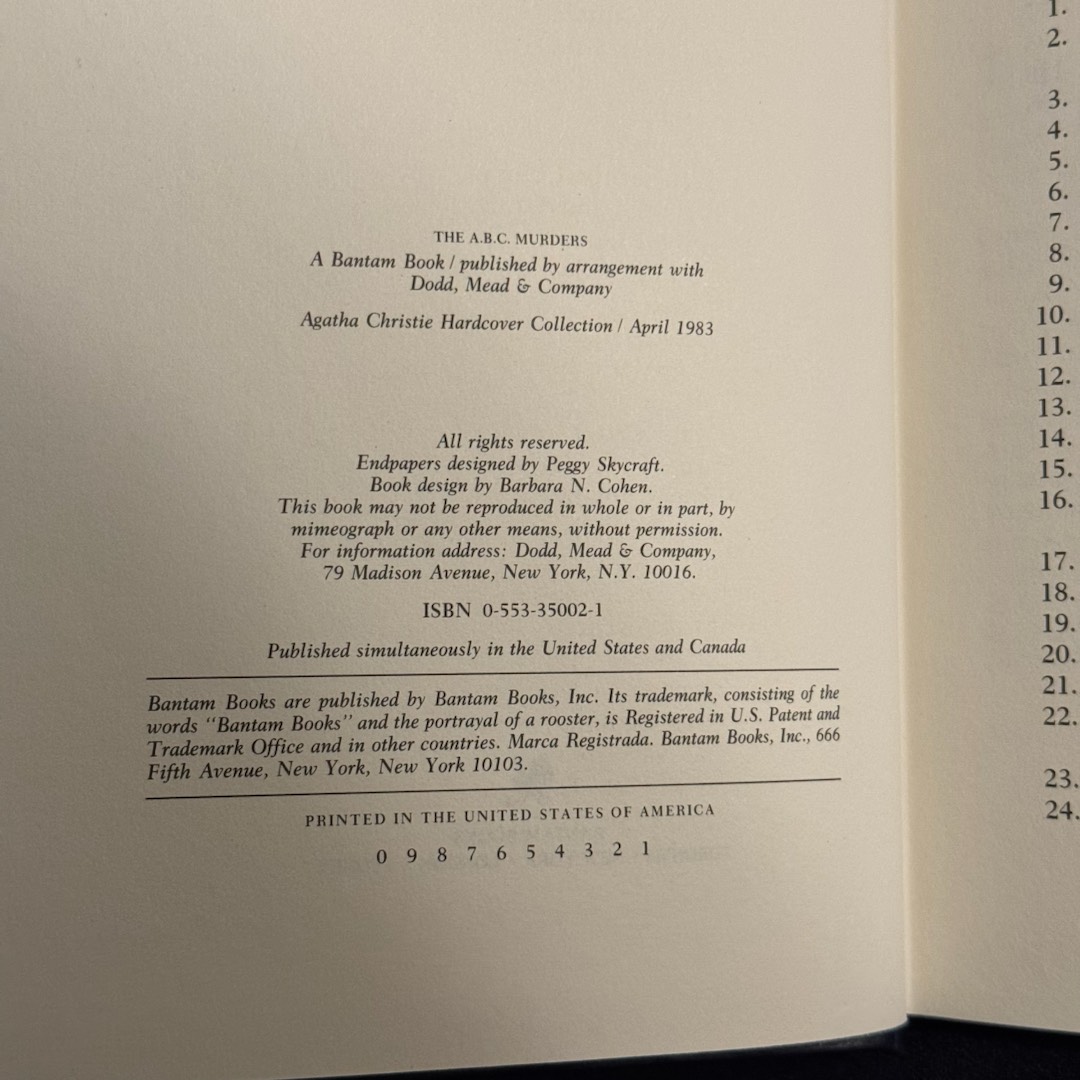 THE A.B.C. MURDERS
A Bantam Book / published by arrangement with
Dodd, Mead & Company
Agatha Christie Hardcover Collection / April 1983
All rights reserved.
Endpapers designed by Peggy Skycraft.
Book design by Barbara N. Cohen.
This book may not be reproduced in whole or in part, by
mimeograph or any other means, without permission.
For information address: Dodd, Mead & Company,
79 Madison Avenue, New York, N.Y. 10016.
ISBN 0-553-35002-1
Published simultaneously in the United States and Canada
Bantam Books are published by Bantam Books, Inc. Its trademark, consisting of the
words "Bantam Books" and the portrayal of a rooster, is Registered in U.S. Patent and
Trademark Office and in other countries. Marca Registrada. Bantam Books, Inc., 666
Fifth Avenue, New York, New York 10103.
PRINTED IN THE UNITED STATES OF AMERICA
0 9 8 7 6 5 4 3 2 1
1.
2.
3.
4.
5.
6.
7.
8.
9.
10.
11.
12.
13.
14.
15.
16.
17.
18.
19.
20.
21.
22.
23.
24.